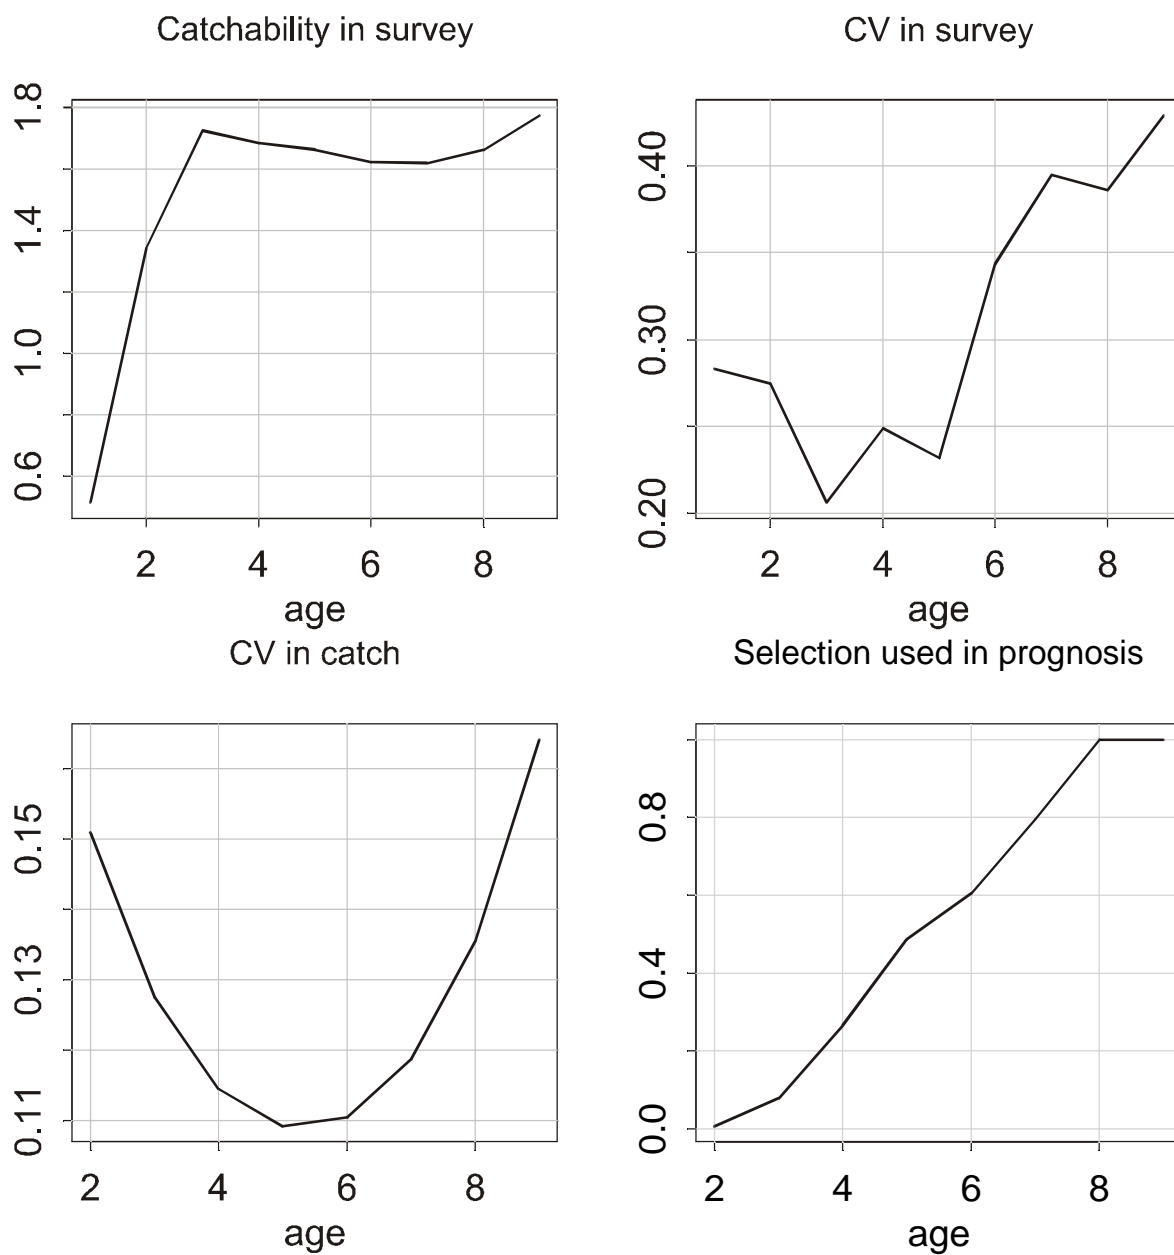 Catchability in survey
1.8
1.4
1.0
0.6
2 4 6 8
age
CV in survey
0.40
0.30
0.20
2 4 6 8
age
CV in catch
0.15
0.13
0.11
2 4 6 8
age
Selection used in prognosis
0.8
0.4
0.0
2 4 6 8
age